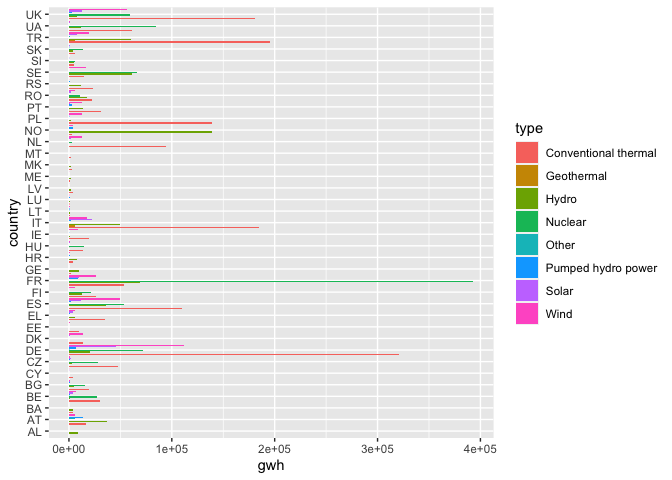 UK
UA
TR
SK
SI
SE
RS
RO
PT
PL
NO
NL
MT
MK
ME
LV
LU
LT
IT
IE
HU
HR
GE
FR
FI
ES
EL
EE
DK
DE
CZ
CY
BG
BE
BA
AT
AL
country
0e+00 1e+05 2e+05 3e+05 4e+05
gwh
type
Conventional thermal
Geothermal
Hydro
Nuclear
Other
Pumped hydro power
Solar
Wind